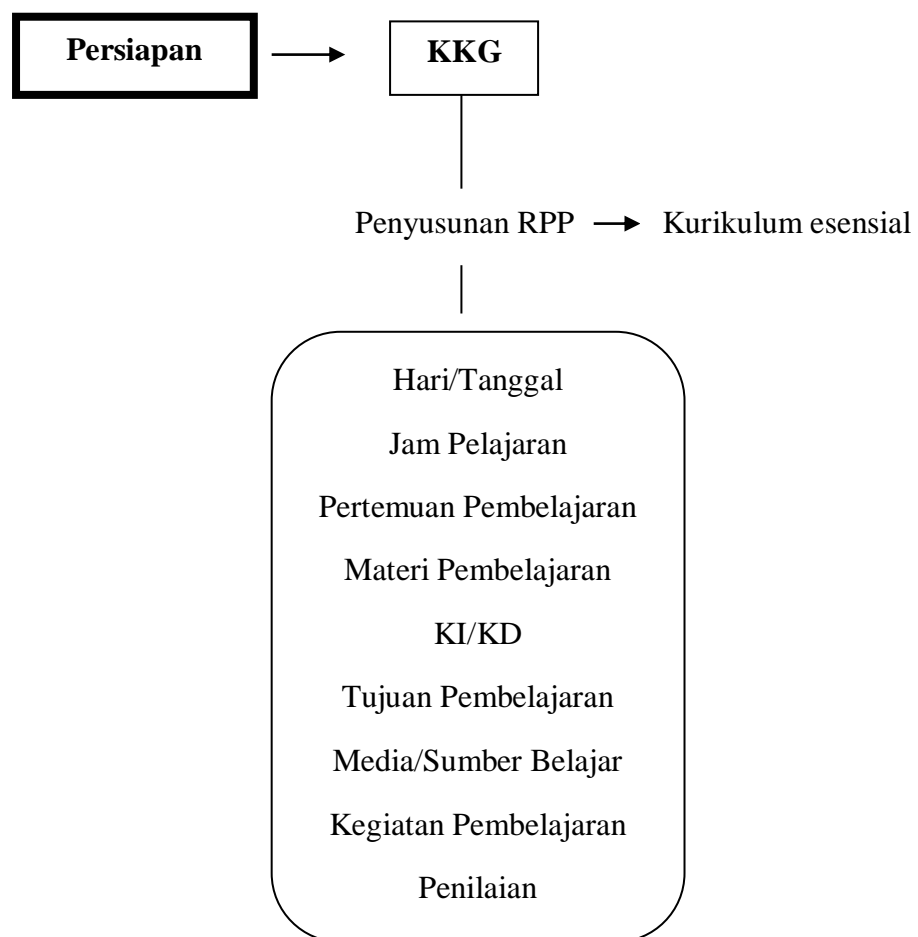 Persiapan
KKG
Penyusunan RPP
Kurikulum esensial
Hari/Tanggal
Jam Pelajaran
Pertemuan Pembelajaran
Materi Pembelajaran
KI/KD
Tujuan Pembelajaran
Media/Sumber Belajar
Kegiatan Pembelajaran
Penilaian